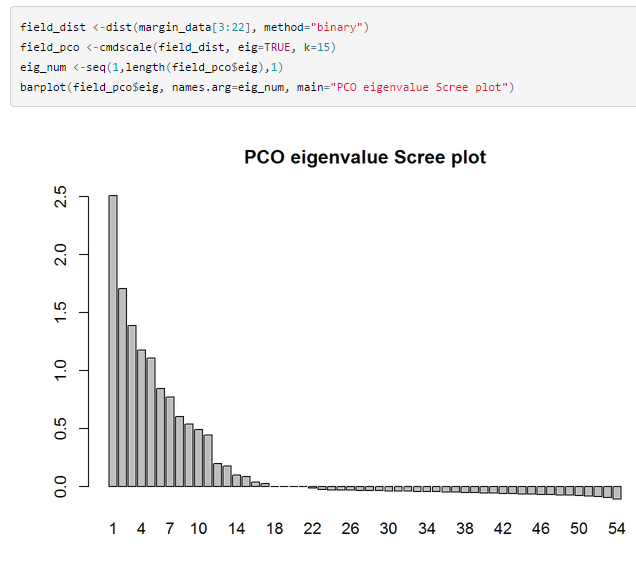 field_dist <-dist(margin_data[3:22], method="binary")
field_pco <-cmdscale(field_dist, eig=TRUE, k=15)
eig_num <-seq(1,length(field_pco$eig),1)
barplot(field_pco$eig, names.arg=eig_num, main="PCO eigenvalue Scree plot")
PCO eigenvalue Scree plot
2.5
2.0
1.5
1.0
0.5
0.0
1 4 7 10 14 18 22 26 30 34 38 42 46 50 54